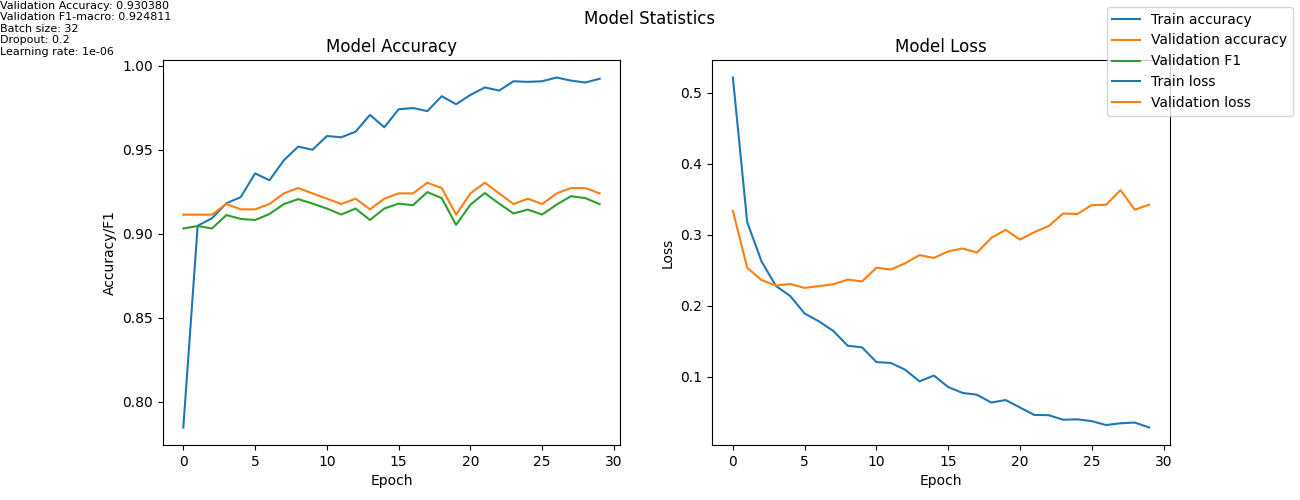 Validation Accuracy: 0.930380
Validation F1-macro: 0.924811
Batch size: 32
Dropout: 0.2
Learning rate: 1e-06
Model Statistics
Model Accuracy
1.00
0.95
0.90
0.85
0.80
Accuracy/F1
0 5 10 15 20 25 30
Epoch
Model Loss
0.5
0.4
0.3
0.2
0.1
Loss
0 5 10 15 20 25 30
Epoch
Train accuracy
Validation accuracy
Validation F1
Train loss
Validation loss